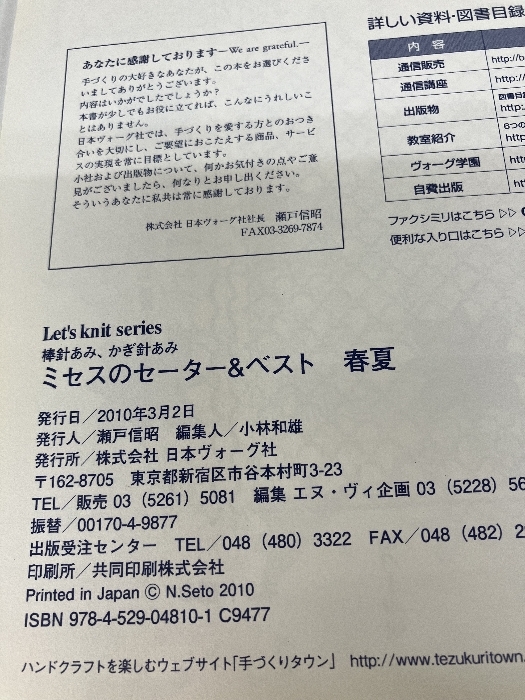 あなたに感謝しております―We are grateful.―
手づくりの大好きなあなたが、この本をお選びくださ
いましてありがとうございます。
内容はいかがでしたでしょうか？
本書が少しでもお役に立てれば、こんなにうれしいこ
とはありません。
日本ヴォーグ社では、手づくりを愛する方とのおつき
合いを大切にし、ご要望におこたえする商品、サービ
スの実現を常に目標としています。
小社および出版物について、何かお気付きの点やご意
見がございましたら、何なりとお申し出ください。
そういうあなたに私共は常に感謝しております。
株式会社 日本ヴォーグ社社長 瀬戸信昭
FAX03-3269-7874
詳しい資料・図書目録
内 容
通信販売 http://b
通信講座 http://
出版物 図書目録
http:
教室紹介 6つの
http
ヴォーグ学園 htt
自費出版 htt
ファクシミリはこちら ▷▷
便利な入り口はこちら ▷▷
Let's knit series
棒針あみ、かぎ針あみ
ミセスのセーター&ベスト 春夏
発行日／2010年3月2日
発行人／瀬戸信昭 編集人／小林和雄
発行所／株式会社 日本ヴォーグ社
〒162-8705 東京都新宿区市谷本村町3-23
TEL／販売 03（5261）5081 編集 エヌ・ヴィ企画 03（5228）56
振替／00170-4-9877
出版受注センター TEL／048（480）3322 FAX／048（482）2
印刷所／共同印刷株式会社
Printed in Japan Ⓒ N.Seto 2010
ISBN 978-4-529-04810-1 C9477
ハンドクラフトを楽しむウェブサイト「手づくりタウン」 http://www.tezukuritown.